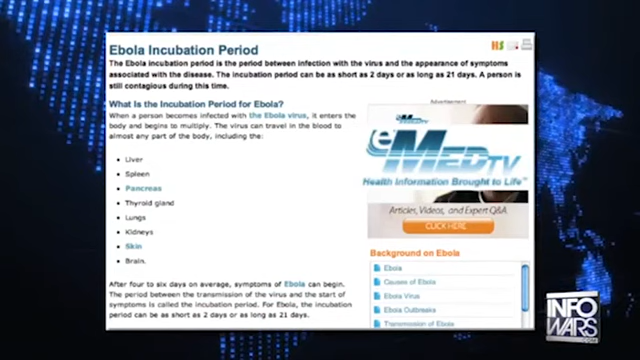 Ebola Incubation Period
The Ebola incubation period is the period between infection with the virus and the appearance of symptoms
associated with the disease. The incubation period can be as short as 2 days or as long as 21 days. A person is
still contagious during this time.
What Is the Incubation Period for Ebola?
When a person becomes infected with the Ebola virus, it enters the
body and begins to multiply. The virus can travel in the blood to
almost any part of the body, including the:
Liver
Spleen
Pancreas
Thyroid gland
Lungs
Kidneys
Skin
Brain.
After four to six days on average, symptoms of Ebola can begin.
The period between the transmission of the virus and the start of
symptoms is called the incubation period. For Ebola, the incubation
period can be as short as 2 days or as long as 21 days.
Advertisement
eMEDTV
eMEDTV
Health Information Brought to Life™
Articles, Videos, and Expert Q&A
CLICK HERE
Background on Ebola
Ebola
Causes of Ebola
Ebola Virus
Ebola Outbreaks
Transmission of Ebola
INFO
WARS
.COM